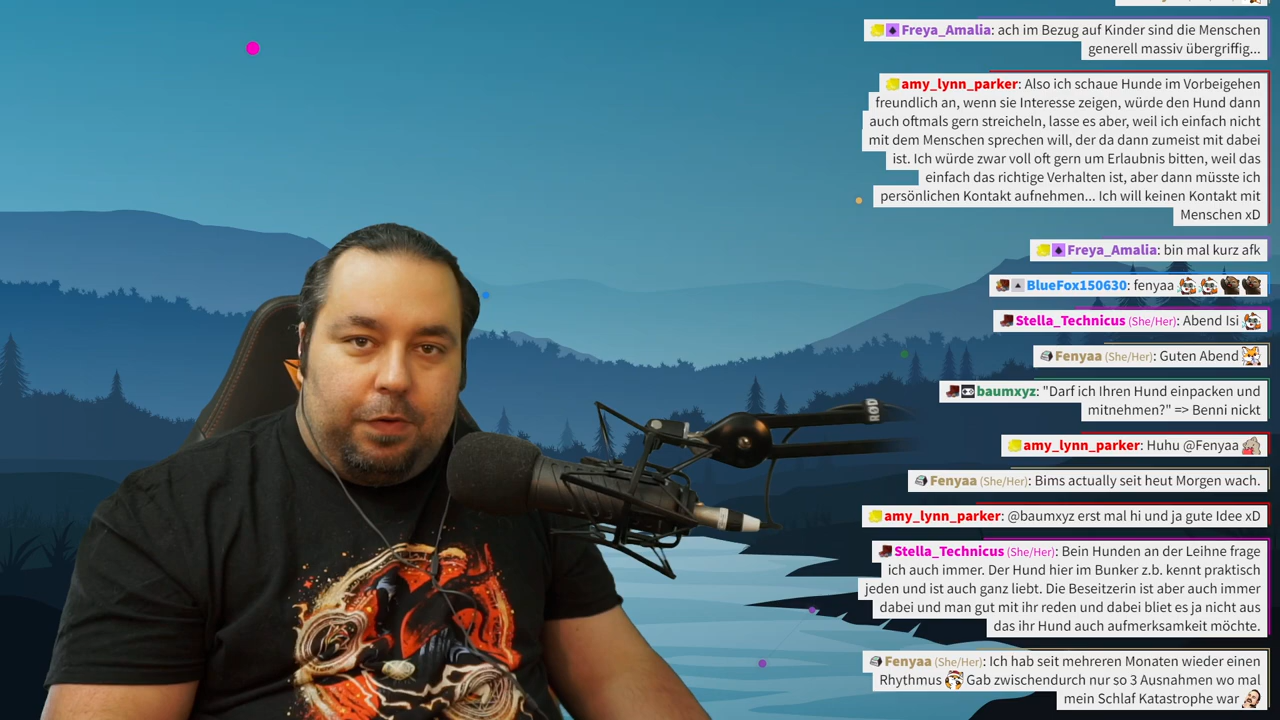 Freya_Amalia: ach im Bezug auf Kinder sind die Menschen
generell massiv übergriffig...
amy_lynn_parker: Also ich schaue Hunde im Vorbeigehen
freundlich an, wenn sie Interesse zeigen, würde den Hund dann
auch oftmals gern streicheln, lasse es aber, weil ich einfach nicht
mit dem Menschen sprechen will, der da dann zumeist mit dabei
ist. Ich würde zwar voll oft gern um Erlaubnis bitten, weil das
einfach das richtige Verhalten ist, aber dann müsste ich
persönlichen Kontakt aufnehmen... Ich will keinen Kontakt mit
Menschen xD
Freya_Amalia: bin mal kurz afk
BlueFox150630: fenyaa
Stella_Technicus (She/Her): Abend Isi
Fenyaa (She/Her): Guten Abend
baumxyz: "Darf ich Ihren Hund einpacken und
mitnehmen?" => Benni nickt
RØDE
amy_lynn_parker: Huhu @Fenyaa
Fenyaa (She/Her): Bims actually seit heut Morgen wach.
amy_lynn_parker: @baumxyz erst mal hi und ja gute Idee xD
Stella_Technicus (She/Her): Bein Hunden an der Leihne frage
ich auch immer. Der Hund hier im Bunker z.b. kennt praktisch
jeden und ist auch ganz liebt. Die Beseitzerin ist aber auch immer
dabei und man gut mit ihr reden und dabei bliet es ja nicht aus
das ihr Hund auch aufmerksamkeit möchte.
Fenyaa (She/Her): Ich hab seit mehreren Monaten wieder einen
Rhythmus Gab zwischendurch nur so 3 Ausnahmen wo mal
mein Schlaf Katastrophe war